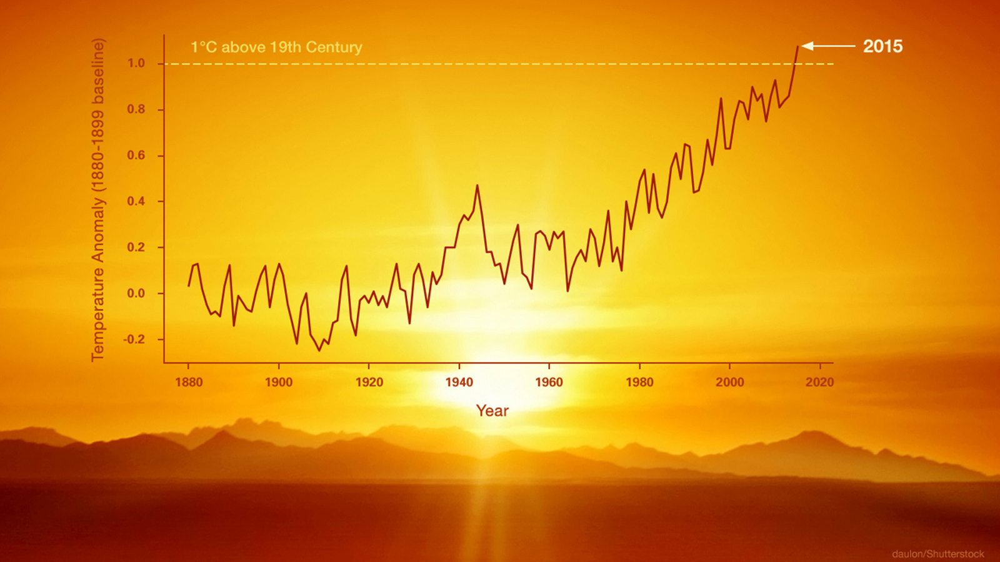 1°C above 19th Century
2015
Temperature Anomaly (1880-1899 baseline)
1.0
0.8
0.6
0.4
0.2
0.0
-0.2
1880 1900 1920 1940 1960 1980 2000 2020
Year
daulon/Shutterstock